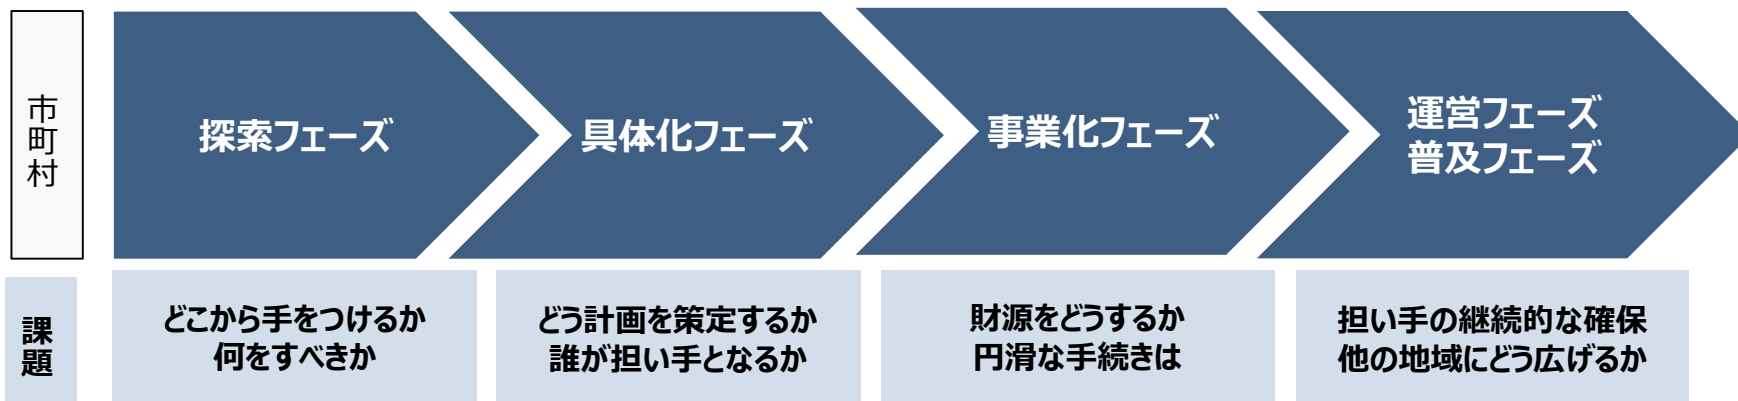 市町村
探索フェーズ
具体化フェーズ
事業化フェーズ
運営フェーズ
普及フェーズ
課題
どこから手をつけるか
何をすべきか
どう計画を策定するか
誰が担い手となるか
財源をどうするか
円滑な手続きは
担い手の継続的な確保
他の地域にどう広げるか